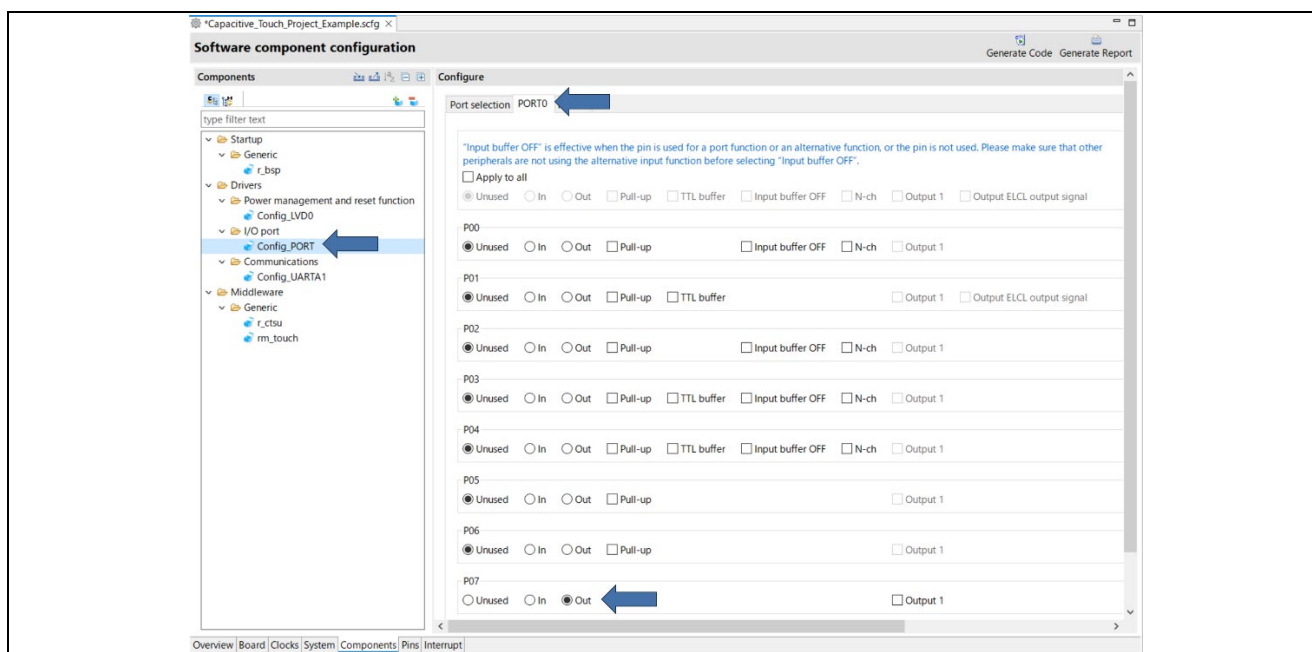 *Capacitive_Touch_Project_Example.scfg
Software component configuration
Generate Code Generate Report
Components
Configure
type filter text
Startup
Generic
r_bsp
Drivers
Power management and reset function
Config_LVD0
I/O port
Config_PORT
Communications
Config_UARTA1
Middleware
Generic
r_ctsu
rm_touch
Port selection PORT0
"Input buffer OFF" is effective when the pin is used for a port function or an alternative function, or the pin is not used. Please make sure that other
peripherals are not using the alternative input function before selecting "Input buffer OFF".
Apply to all
Unused In Out Pull-up TTL buffer Input buffer OFF N-ch Output 1 Output ELCL output signal
P00
Unused In Out Pull-up Input buffer OFF N-ch Output 1
P01
Unused In Out Pull-up TTL buffer Output 1 Output ELCL output signal
P02
Unused In Out Pull-up Input buffer OFF N-ch Output 1
P03
Unused In Out Pull-up TTL buffer Input buffer OFF N-ch Output 1
P04
Unused In Out Pull-up TTL buffer Input buffer OFF N-ch Output 1
P05
Unused In Out Pull-up Output 1
P06
Unused In Out Pull-up Output 1
P07
Unused In Out Output 1
Overview Board Clocks System Components Pins Interrupt